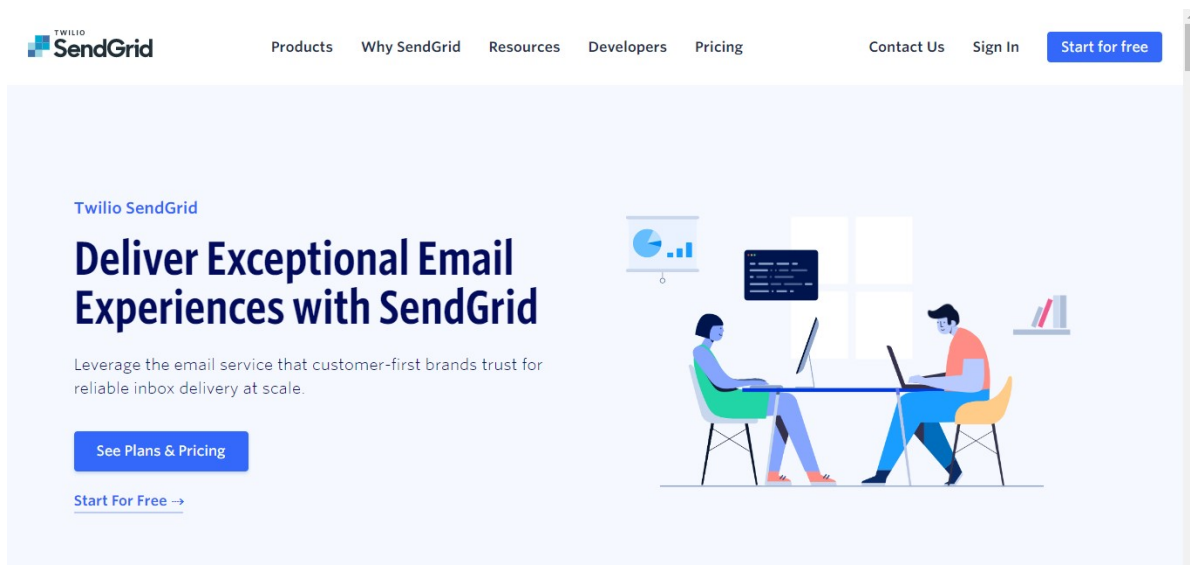 TWILIO
SendGrid
Products Why SendGrid Resources Developers Pricing Contact Us Sign In Start for free
Twilio SendGrid
Deliver Exceptional Email
Experiences with SendGrid
Leverage the email service that customer-first brands trust for
reliable inbox delivery at scale.
See Plans & Pricing
Start For Free →